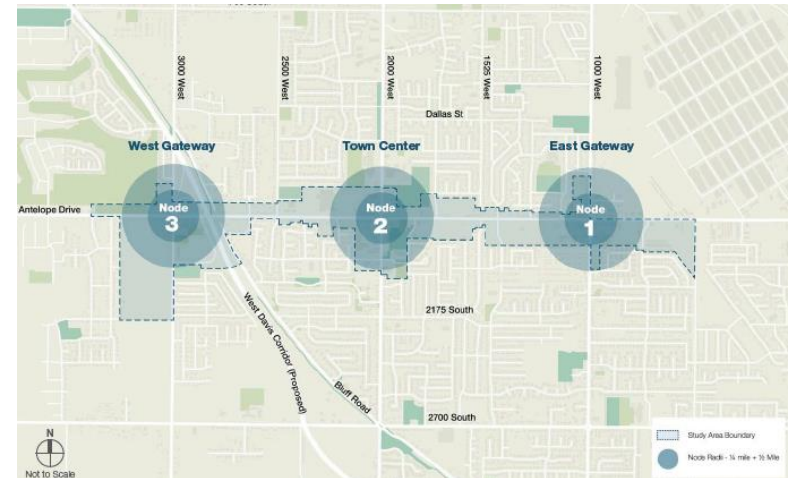 3000 West
2500 West
2000 West
1525 West
1000 West
Dallas St
West Gateway
Town Center
East Gateway
Antelope Drive
Node
3
Node
2
Node
1
2175 South
West Davis Corridor (Proposed)
Bluff Road
2700 South
N
Not to Scale
Study Area Boundary
Node Radii - ¼ mile + ½ Mile